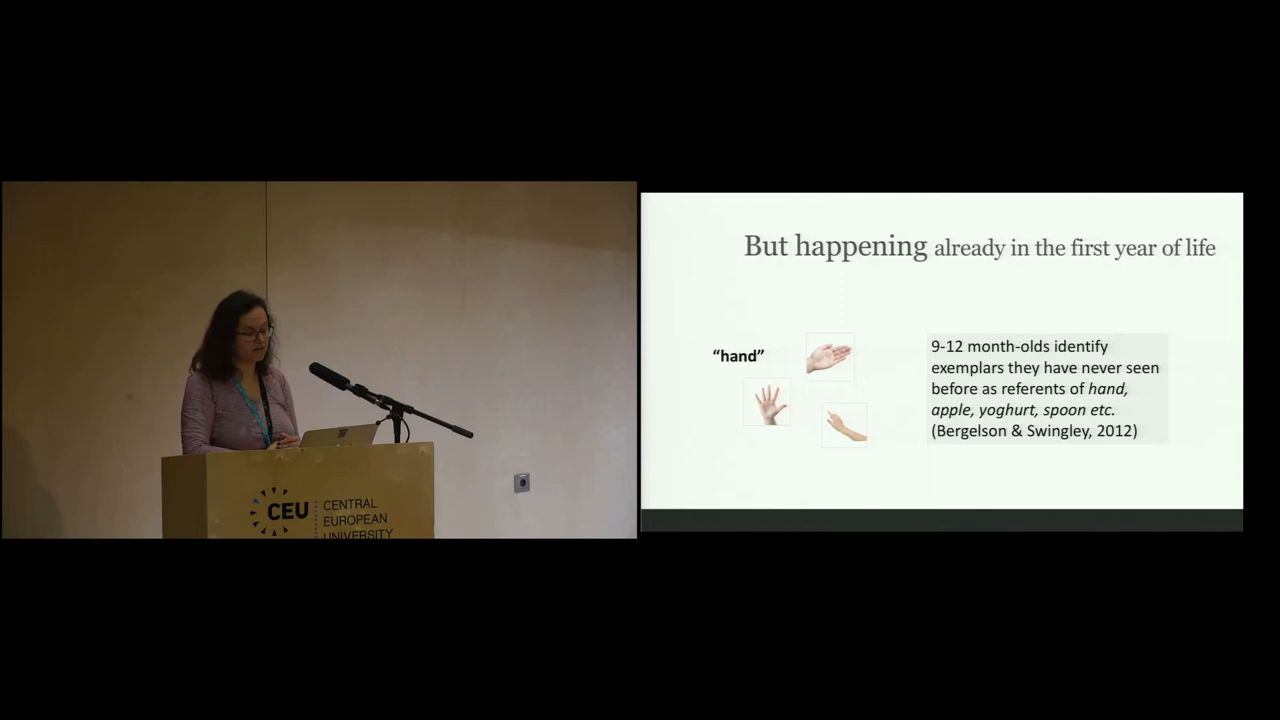 But happening already in the first year of life
“hand”
9-12 month-olds identify
exemplars they have never seen
before as referents of hand,
apple, yoghurt, spoon etc.
(Bergelson & Swingley, 2012)
CEU
CENTRAL
EUROPEAN
UNIVERSITY